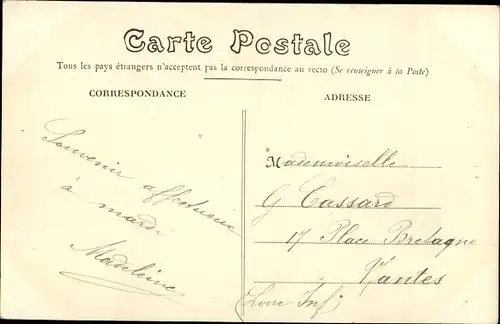 Carte Postale
Tous les pays étrangers n'acceptent pas la correspondance au recto (Se renseigner à la Poste)
CORRESPONDANCE
Souvenir affectueux
à mardi
Madeleine
ADRESSE
Mademoiselle
G Cassard
17 Place Bretagne
Nantes
(Loire Inf)